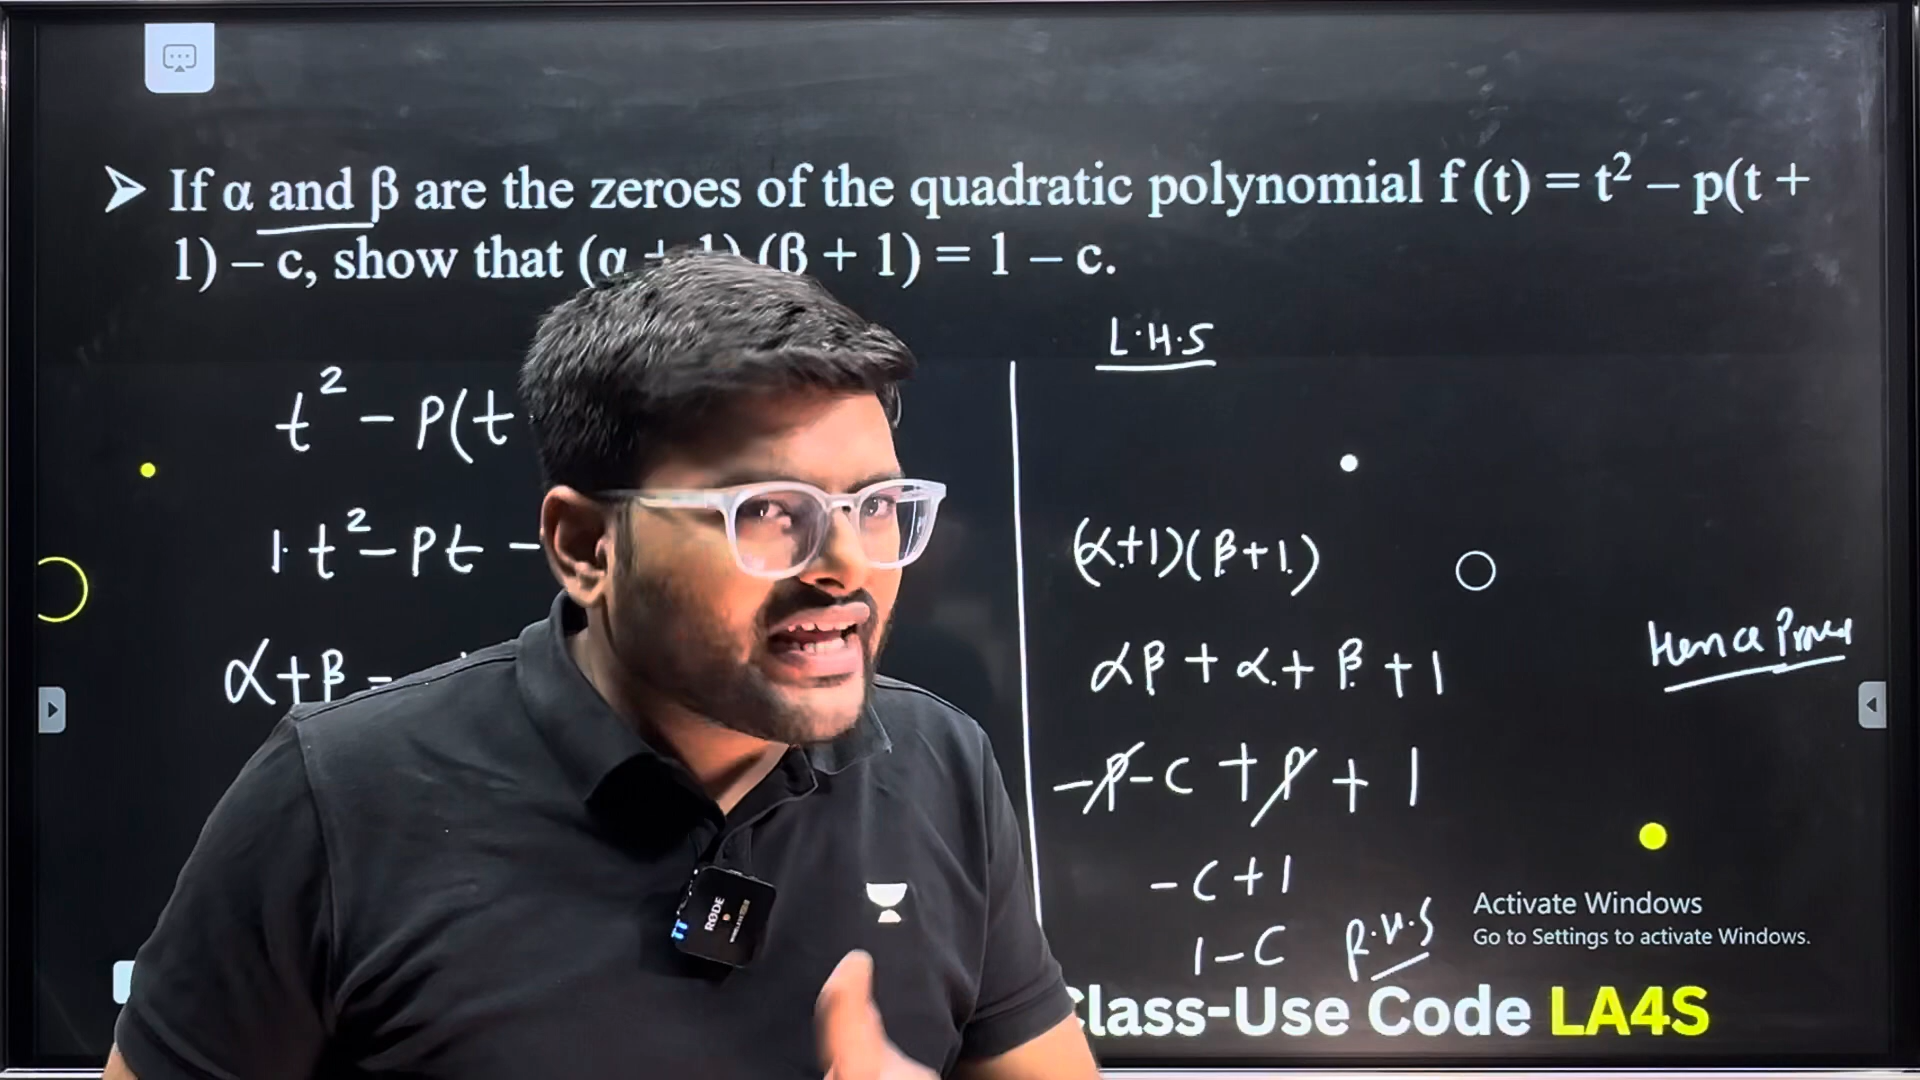 ➤ If α and β are the zeroes of the quadratic polynomial f (t) = t² – p(t +
1) – c, show that (α + 1) (β + 1) = 1 – c.
t² – p(t
1·t² – pt –
α+β =
L.H.S
(α+1)(β+1)
αβ + α + β + 1
–p–c + p + 1
–c+1
1–c R.H.S
Hence Proved
RØDE
Activate Windows
Go to Settings to activate Windows.
Class-Use Code LA4S